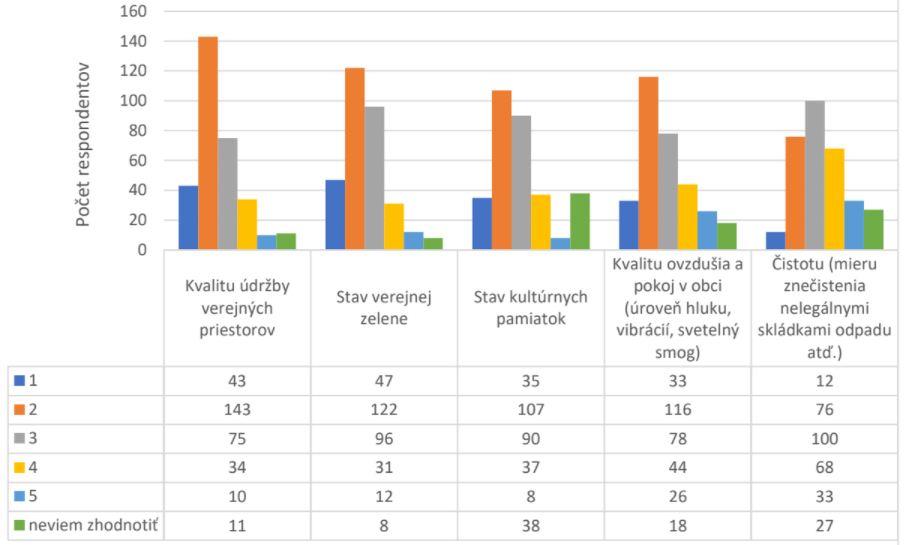 160
140
120
100
80
60
40
20
0
Počet respondentov
Kvalitu údržby
verejných
priestorov
Stav verejnej
zelene
Stav kultúrnych
pamiatok
Kvalitu ovzdušia a
pokoj v obci
(úroveň hluku,
vibrácií, svetelný
smog)
Čistotu (mieru
znečistenia
nelegálnymi
skládkami odpadu
atď.)
1 43 47 35 33 12
2 143 122 107 116 76
3 75 96 90 78 100
4 34 31 37 44 68
5 10 12 8 26 33
neviem zhodnotiť 11 8 38 18 27